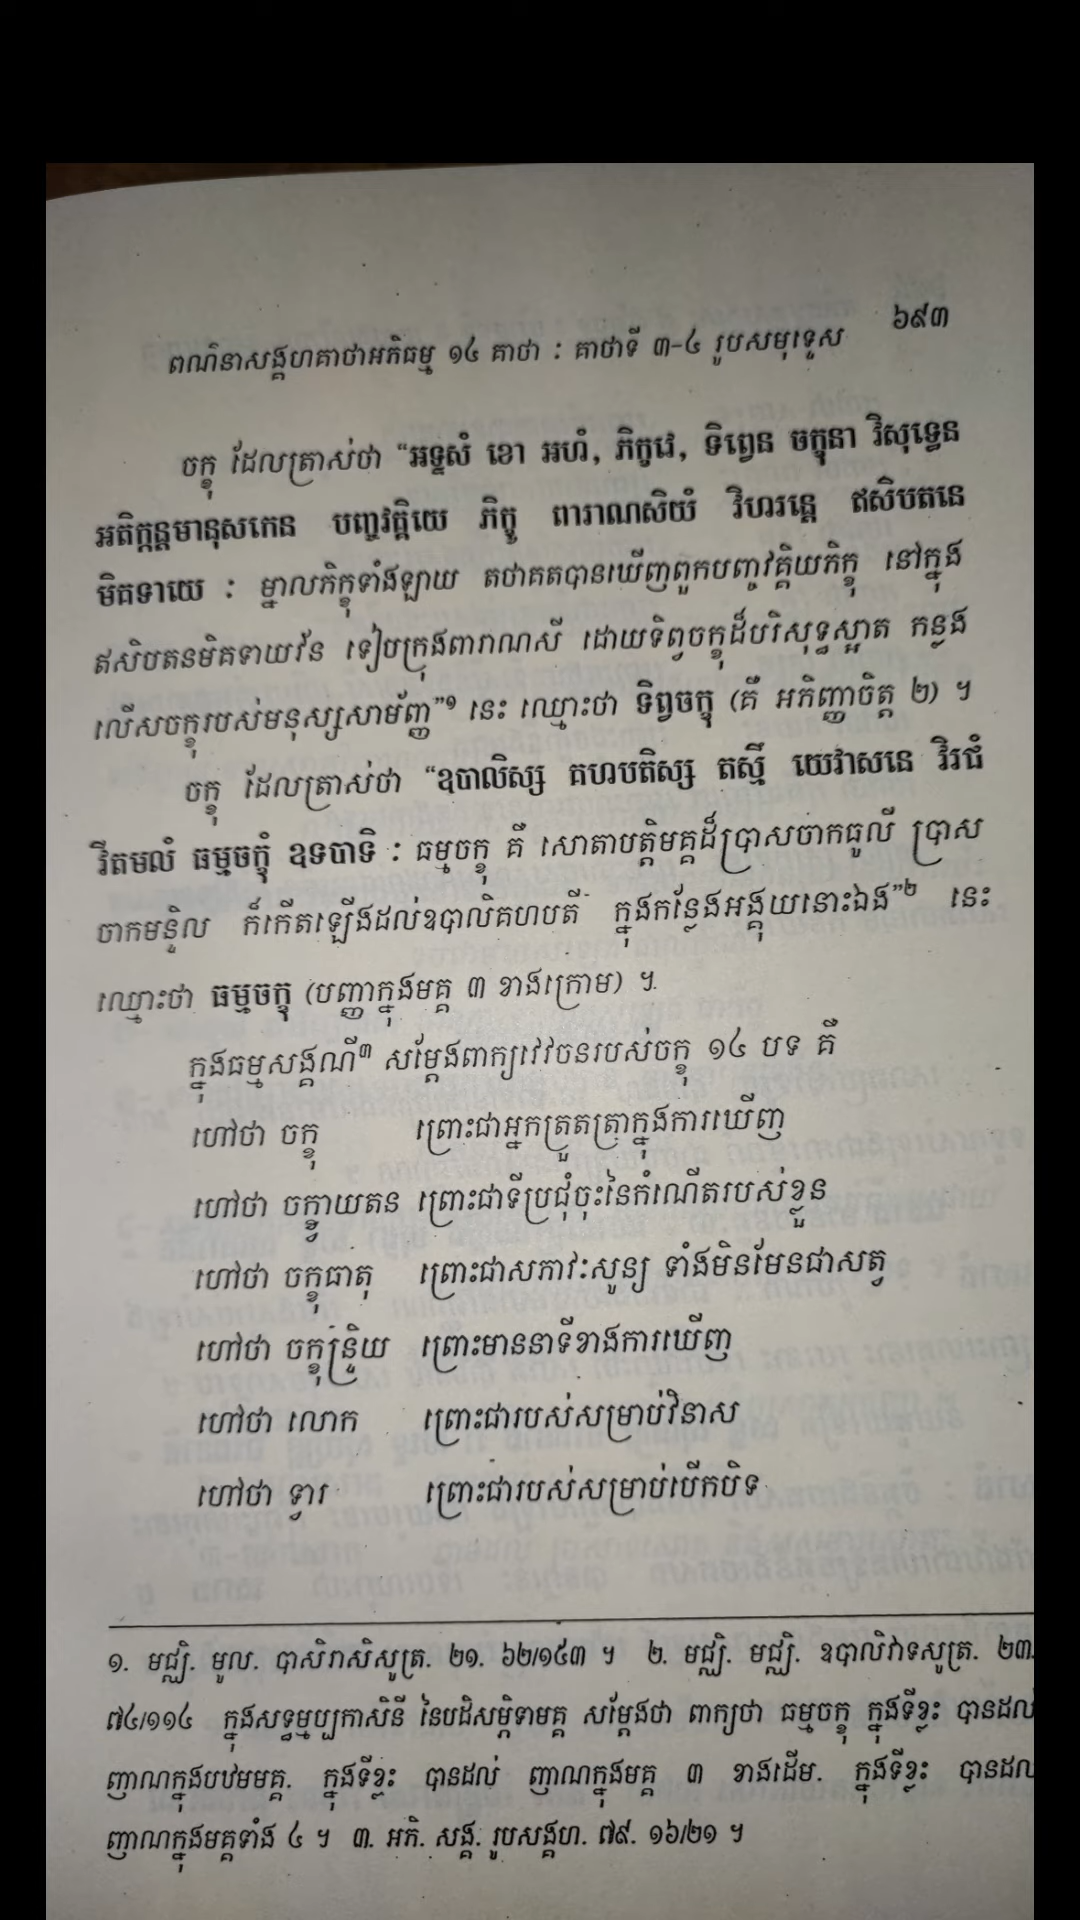 ៦៩៣
ពណ៌នាសង្គហគាថាអភិធម្ម ១៤ គាថា : គាថាទី ៣-៤ រូបសមុទ្ទេស
ចក្ខុ ដែលត្រាស់ថា “អទ្ទសំ ខោ អហំ, ភិក្ខវេ, ទិព្វេន ចក្ខុនា វិសុទ្ធេន
អតិក្កន្តមានុសកេន បញ្ចវគ្គិយេ ភិក្ខូ ពារាណសិយំ វិហរន្តេ ឥសិបតនេ
មិគទាយេ : ម្នាលភិក្ខុទាំងឡាយ តថាគតបានឃើញពួកបញ្ចវគ្គិយភិក្ខុ នៅក្នុង
ឥសិបតនមិគទាយវ័ន ទៀបក្រុងពារាណសី ដោយទិព្វចក្ខុដ៏បរិសុទ្ធស្អាត កន្លង
លើសចក្ខុរបស់មនុស្សសាម័ញ្ញ”១ នេះ ឈ្មោះថា ទិព្វចក្ខុ (គឺ អភិញ្ញាចិត្ត ២) ។
ចក្ខុ ដែលត្រាស់ថា “ឧបាលិស្ស គហបតិស្ស តស្មឹ យេវាសនេ វិរជំ
វីតមលំ ធម្មចក្ខុំ ឧទបាទិ : ធម្មចក្ខុ គឺ សោតាបត្តិមគ្គដ៏ប្រាសចាកធូលី ប្រាស
ចាកមន្ទិល ក៏កើតឡើងដល់ឧបាលិគហបតី ក្នុងកន្លែងអង្គុយនោះឯង”២ នេះ
ឈ្មោះថា ធម្មចក្ខុ (បញ្ញាក្នុងមគ្គ ៣ ខាងក្រោម) ។
ក្នុងធម្មសង្គណី៣ សម្ដែងពាក្យវេវចនរបស់ចក្ខុ ១៤ បទ គឺ
ហៅថា ចក្ខុ ព្រោះជាអ្នកត្រួតត្រាក្នុងការឃើញ
ហៅថា ចក្ខ្វាយតន ព្រោះជាទីប្រជុំចុះនៃកំណើតរបស់ខ្លួន
ហៅថា ចក្ខុធាតុ ព្រោះជាសភាវៈសូន្យ ទាំងមិនមែនជាសត្វ
ហៅថា ចក្ខុន្ទ្រិយ ព្រោះមាននាទីខាងការឃើញ
ហៅថា លោក ព្រោះជារបស់សម្រាប់វិនាស
ហៅថា ទ្វារ ព្រោះជារបស់សម្រាប់បើកបិទ
១. មជ្ឈិ. មូល. បាសិរាសិសូត្រ. ២១. ៦២/១៥៣ ។ ២. មជ្ឈិ. មជ្ឈិ. ឧបាលិវាទសូត្រ. ២៣.
៧៤/១១៤ ក្នុងសទ្ធម្មប្បកាសិនី នៃបដិសម្ភិទាមគ្គ សម្ដែងថា ពាក្យថា ធម្មចក្ខុ ក្នុងទីខ្លះ បានដល់
ញាណក្នុងបឋមមគ្គ. ក្នុងទីខ្លះ បានដល់ ញាណក្នុងមគ្គ ៣ ខាងដើម. ក្នុងទីខ្លះ បានដល់
ញាណក្នុងមគ្គទាំង ៤ ។ ៣. អភិ. សង្គ. រូបសង្គហ. ៧៩. ១៦/២១ ។